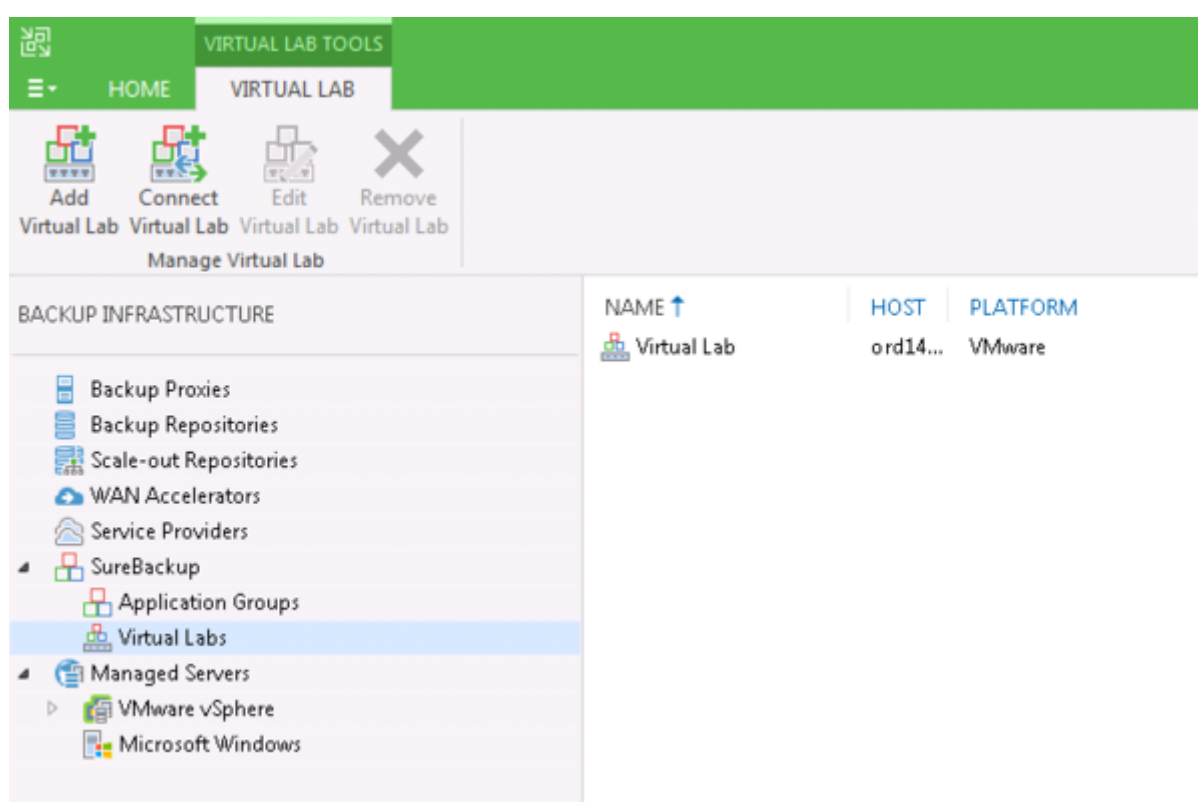 VIRTUAL LAB TOOLS
HOME VIRTUAL LAB
Add Connect Edit Remove
Virtual Lab Virtual Lab Virtual Lab Virtual Lab
Manage Virtual Lab
BACKUP INFRASTRUCTURE
NAME HOST PLATFORM
Virtual Lab ord14... VMware
Backup Proxies
Backup Repositories
Scale-out Repositories
WAN Accelerators
Service Providers
SureBackup
Application Groups
Virtual Labs
Managed Servers
VMware vSphere
Microsoft Windows